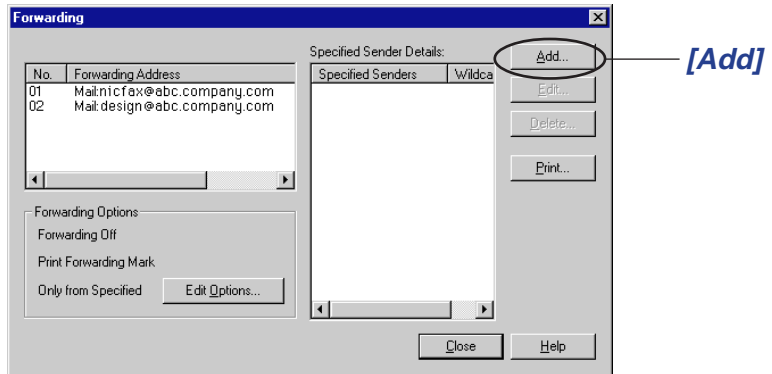 Forwarding
Specified Sender Details:
No. Forwarding Address
01 Mail:nicfax@abc.company.com
02 Mail:design@abc.company.com
Specified Senders Wildca
Add...
[Add]
Edit...
Delete...
Print...
Forwarding Options
Forwarding Off
Print Forwarding Mark
Only from Specified Edit Options...
Close Help